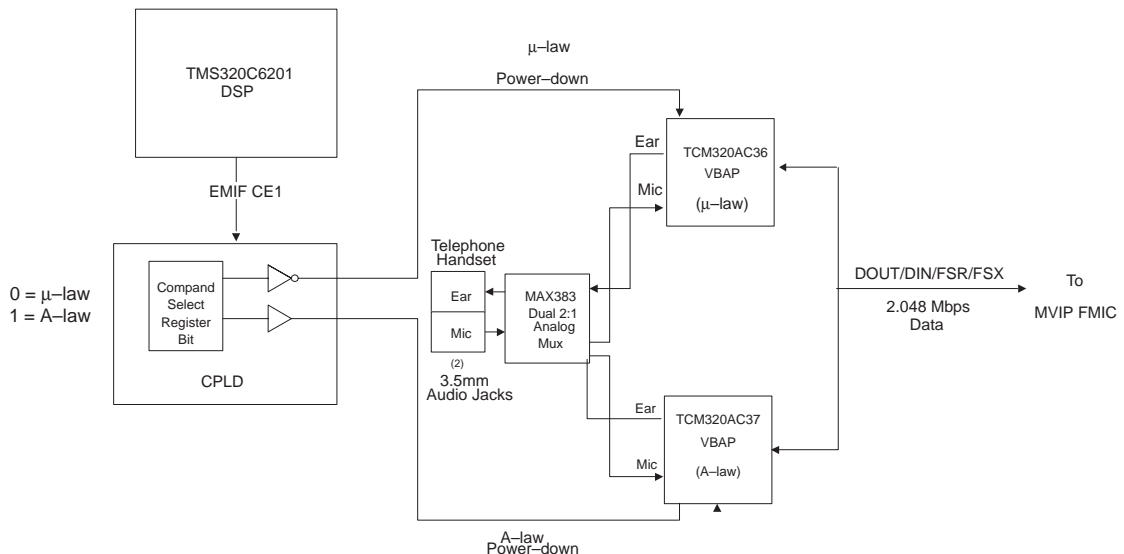 μ–law
Power–down
TMS320C6201
DSP
EMIF CE1
Ear
Mic
TCM320AC36
VBAP
(μ–law)
0 = μ–law
1 = A–law
Compand
Select
Register
Bit
CPLD
Telephone
Handset
Ear
Mic
(2)
3.5mm
Audio Jacks
MAX383
Dual 2:1
Analog
Mux
DOUT/DIN/FSR/FSX
2.048 Mbps
Data
To
MVIP FMIC
Ear
Mic
TCM320AC37
VBAP
(A–law)
A–law
Power–down